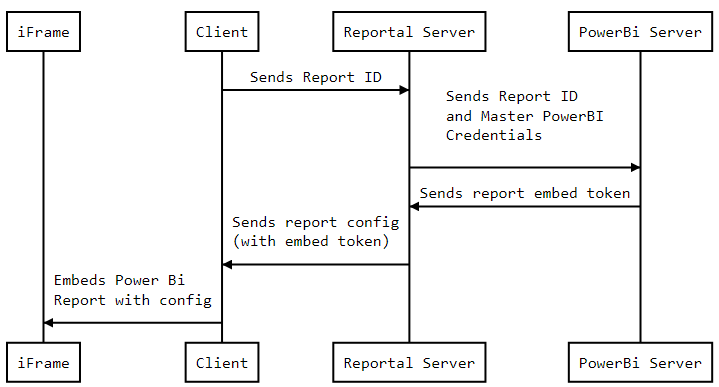 iFrame
Client
Reportal Server
PowerBi Server
Sends Report ID
Sends Report ID
and Master PowerBI
Credentials
Sends report embed token
Sends report config
(with embed token)
Embeds Power Bi
Report with config
iFrame
Client
Reportal Server
PowerBi Server